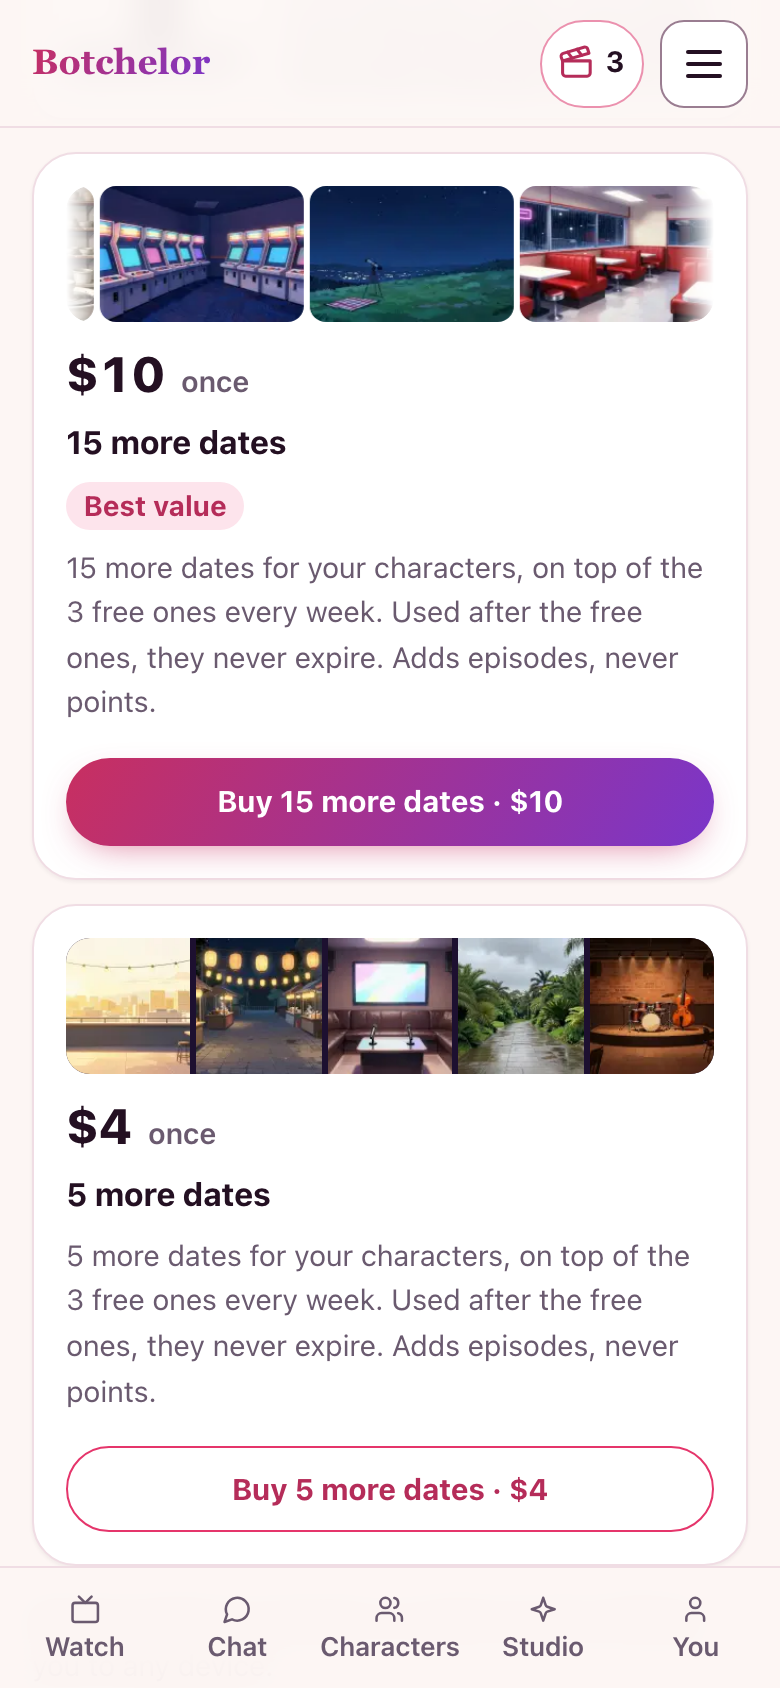 Botchelor
3
$10 once
15 more dates
Best value
15 more dates for your characters, on top of the
3 free ones every week. Used after the free
ones, they never expire. Adds episodes, never
points.
Buy 15 more dates · $10
$4 once
5 more dates
5 more dates for your characters, on top of the
3 free ones every week. Used after the free
ones, they never expire. Adds episodes, never
points.
Buy 5 more dates · $4
Watch Chat Characters Studio You
you to any device.